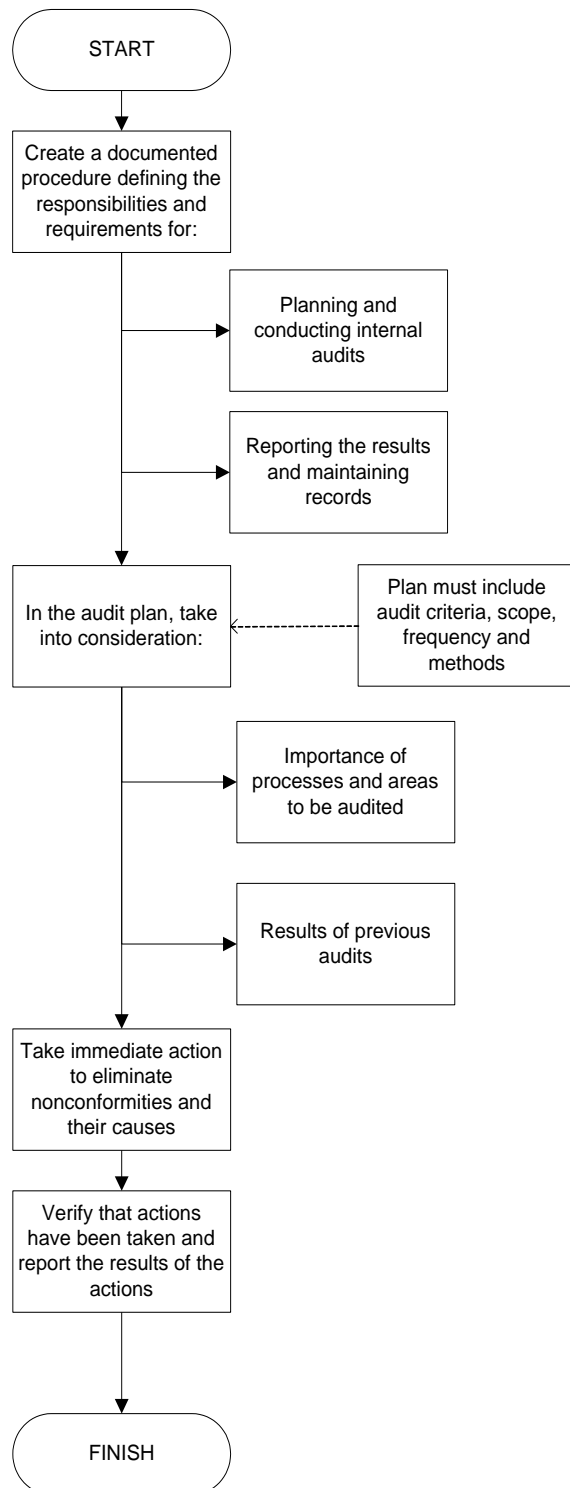 START
Create a documented
procedure defining the
responsibilities and
requirements for:
Planning and
conducting internal
audits
Reporting the results
and maintaining
records
In the audit plan, take
into consideration:
Plan must include
audit criteria, scope,
frequency and
methods
Importance of
processes and areas
to be audited
Results of previous
audits
Take immediate action
to eliminate
nonconformities and
their causes
Verify that actions
have been taken and
report the results of the
actions
FINISH